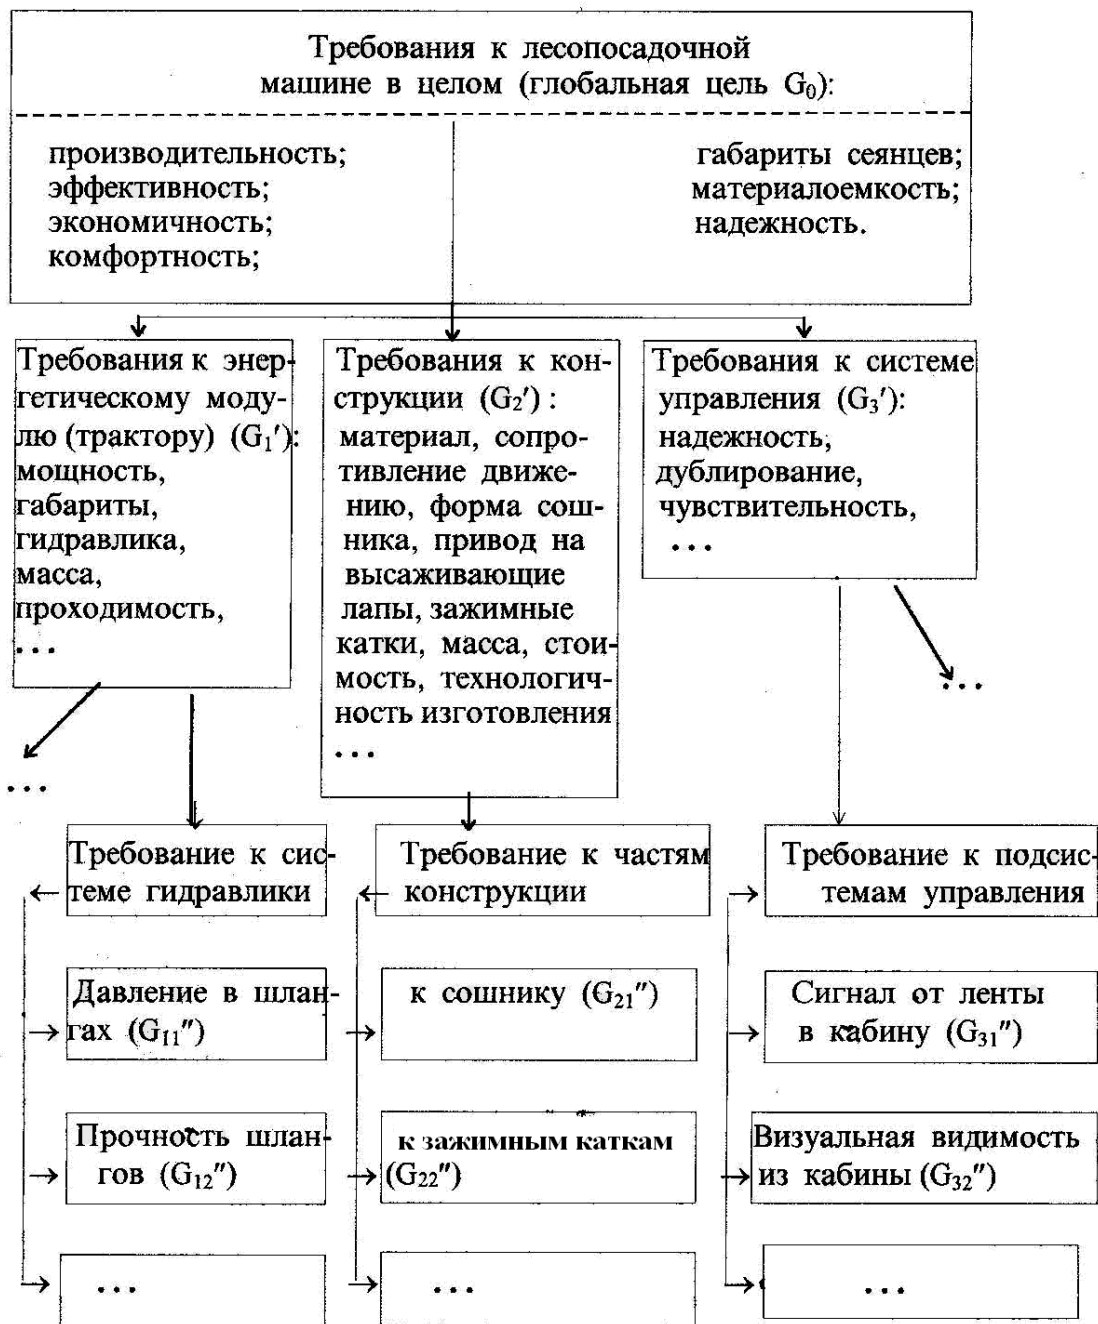 Требования к лесопосадочной
машине в целом (глобальная цель G₀):
производительность;
эффективность;
экономичность;
комфортность;
габариты сеянцев;
материалоемкость;
надежность.
Требования к энер-
гетическому моду-
лю (трактору) (G₁′):
мощность,
габариты,
гидравлика,
масса,
проходимость,
...
Требования к кон-
струкции (G₂′) :
материал, сопро-
тивление движе-
нию, форма сош-
ника, привод на
высаживающие
лапы, зажимные
катки, масса, стои-
мость, технологич-
ность изготовления
...
Требования к системе
управления (G₃′):
надежность,
дублирование,
чувствительность,
...
...
...
Требование к сис-
теме гидравлики
Давление в шлан-
гах (G₁₁″)
Прочность шлан-
гов (G₁₂″)
...
Требование к частям
конструкции
к сошнику (G₂₁″)
к зажимным каткам
(G₂₂″)
...
Требование к подсис-
темам управления
Сигнал от ленты
в кабину (G₃₁″)
Визуальная видимость
из кабины (G₃₂″)
...